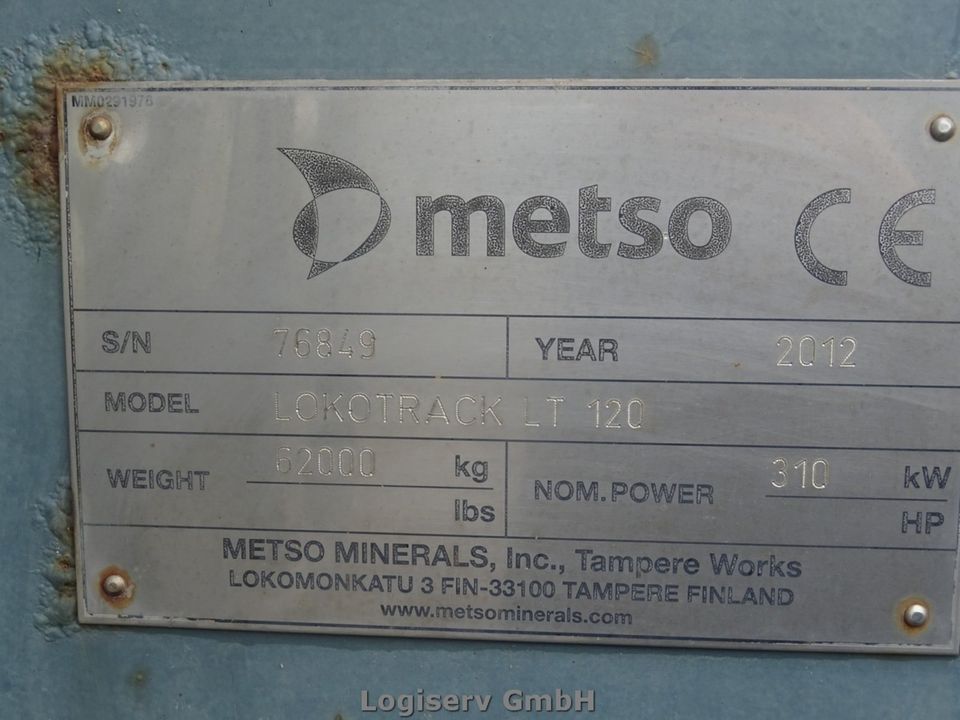 MM0291976
metso CE
S/N 76849 YEAR 2012
MODEL LOKOTRACK LT 120
WEIGHT 62000 kg NOM. POWER 310 kW
lbs HP
METSO MINERALS, Inc., Tampere Works
LOKOMONKATU 3 FIN-33100 TAMPERE FINLAND
www.metsominerals.com
Logiserv GmbH